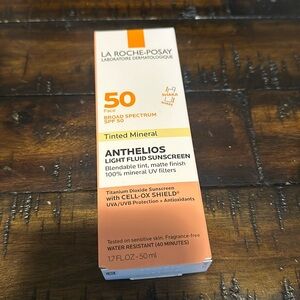 LA ROCHE-POSAY
LABORATOIRE DERMATOLOGIQUE
50
Face
BROAD SPECTRUM
SPF 50
SHAKE
Tinted Mineral
ANTHELIOS
LIGHT FLUID SUNSCREEN
Blendable tint, matte finish
100% mineral UV filters
Titanium Dioxide Sunscreen
with CELL-OX SHIELD®
UVA/UVB Protection + Antioxidants
Tested on sensitive skin. Fragrance-free
WATER RESISTANT (40 MINUTES)
1.7 FL.OZ - 50 ml